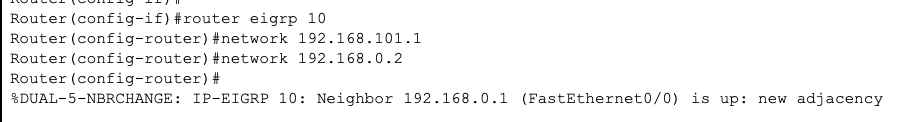 Router(config-if)#
Router(config-if)#router eigrp 10
Router(config-router)#network 192.168.101.1
Router(config-router)#network 192.168.0.2
Router(config-router)#
%DUAL-5-NBRCHANGE: IP-EIGRP 10: Neighbor 192.168.0.1 (FastEthernet0/0) is up: new adjacency